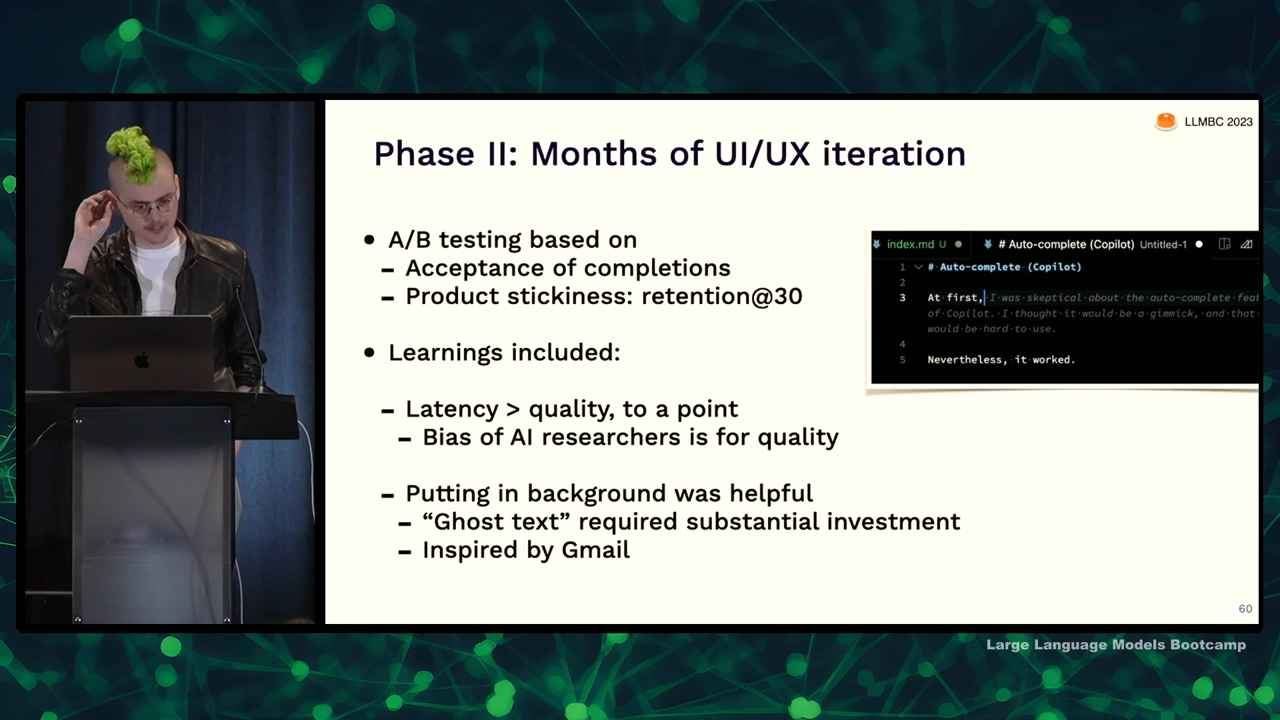 LLMBC 2023
Phase II: Months of UI/UX iteration
• A/B testing based on
– Acceptance of completions
– Product stickiness: retention@30
• Learnings included:
– Latency > quality, to a point
– Bias of AI researchers is for quality
– Putting in background was helpful
– “Ghost text” required substantial investment
– Inspired by Gmail
index.md U # Auto-complete (Copilot) Untitled-1
1 # Auto-complete (Copilot)
2
3 At first, I was skeptical about the auto-complete feat
of Copilot. I thought it would be a gimmick, and that
would be hard to use.
4
5 Nevertheless, it worked.
60
Large Language Models Bootcamp